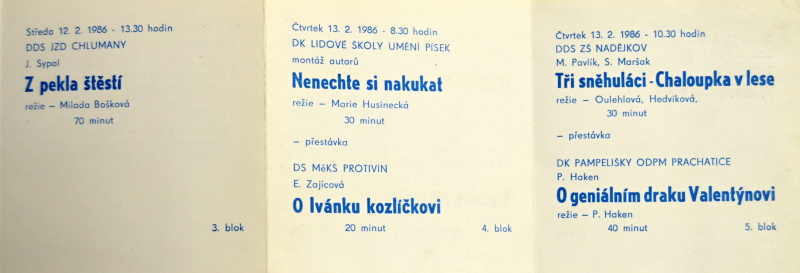 Středa 12. 2. 1986 - 13.30 hodin
DDS JZD CHLUMANY
J. Sypal
Z pekla štěstí
režie – Milada Bošková
70 minut
3. blok
Čtvrtek 13. 2. 1986 - 8.30 hodin
DK LIDOVÉ ŠKOLY UMĚNÍ PÍSEK
montáž autorů
Nenechte si nakukat
režie – Marie Husinecká
30 minut
– přestávka
DS MěKS PROTIVÍN
E. Zajícová
O Ivánku kozlíčkovi
20 minut
4. blok
Čtvrtek 13. 2. 1986 - 10.30 hodin
DDS ZŠ NADĚJKOV
M. Pavlík, S. Maršak
Tři sněhuláci - Chaloupka v lese
režie – Oulehlová, Hedviková,
30 minut
– přestávka
DK PAMPELIŠKY ODPM PRACHATICE
P. Haken
O geniálním draku Valentýnovi
režie – P. Haken
40 minut
5. blok